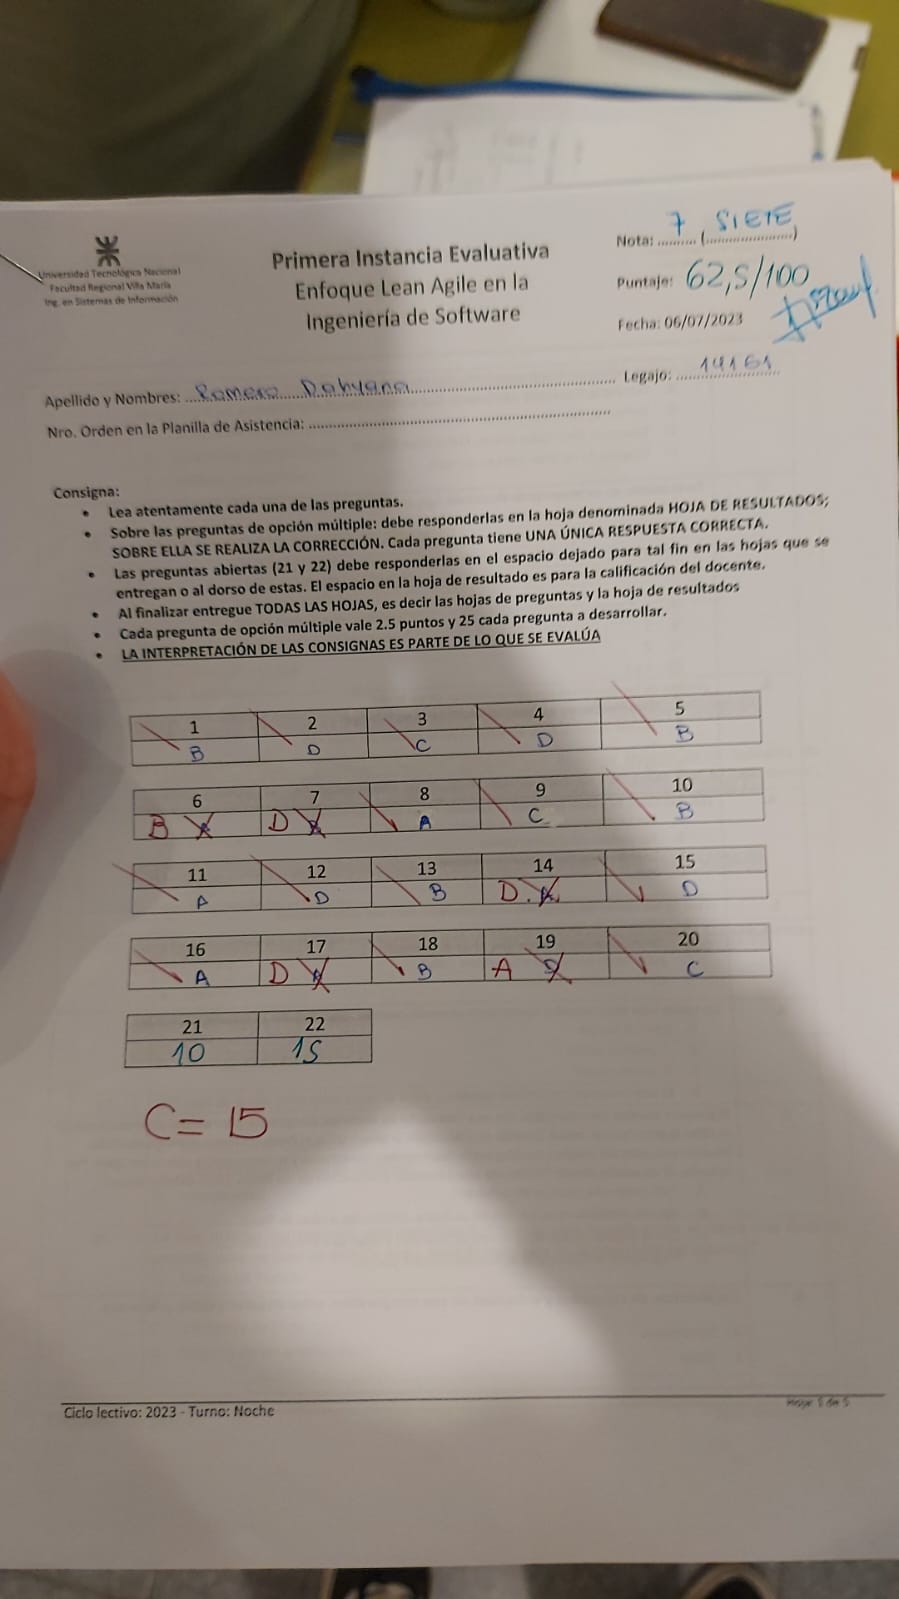 Universidad Tecnológica Nacional
Facultad Regional Villa María
Ing. en Sistemas de Información
Primera Instancia Evaluativa
Enfoque Lean Agile en la
Ingeniería de Software
Nota: 7 (SIETE)
Puntaje: 62,5/100
Fecha: 06/07/2023
Apellido y Nombres: Romero Dahyana
Legajo: 14161
Nro. Orden en la Planilla de Asistencia:
Consigna:
• Lea atentamente cada una de las preguntas.
• Sobre las preguntas de opción múltiple: debe responderlas en la hoja denominada HOJA DE RESULTADOS;
SOBRE ELLA SE REALIZA LA CORRECCIÓN. Cada pregunta tiene UNA ÚNICA RESPUESTA CORRECTA.
• Las preguntas abiertas (21 y 22) debe responderlas en el espacio dejado para tal fin en las hojas que se
entregan o al dorso de estas. El espacio en la hoja de resultado es para la calificación del docente.
• Al finalizar entregue TODAS LAS HOJAS, es decir las hojas de preguntas y la hoja de resultados
• Cada pregunta de opción múltiple vale 2.5 puntos y 25 cada pregunta a desarrollar.
• LA INTERPRETACIÓN DE LAS CONSIGNAS ES PARTE DE LO QUE SE EVALÚA
1 2 3 4 5
B D C D B
6 7 8 9 10
B D A C B
11 12 13 14 15
A D B D. D
16 17 18 19 20
A D B A C
21 22
10 15
C= 15
Ciclo lectivo: 2023 - Turno: Noche
Hoja: 5 de 5